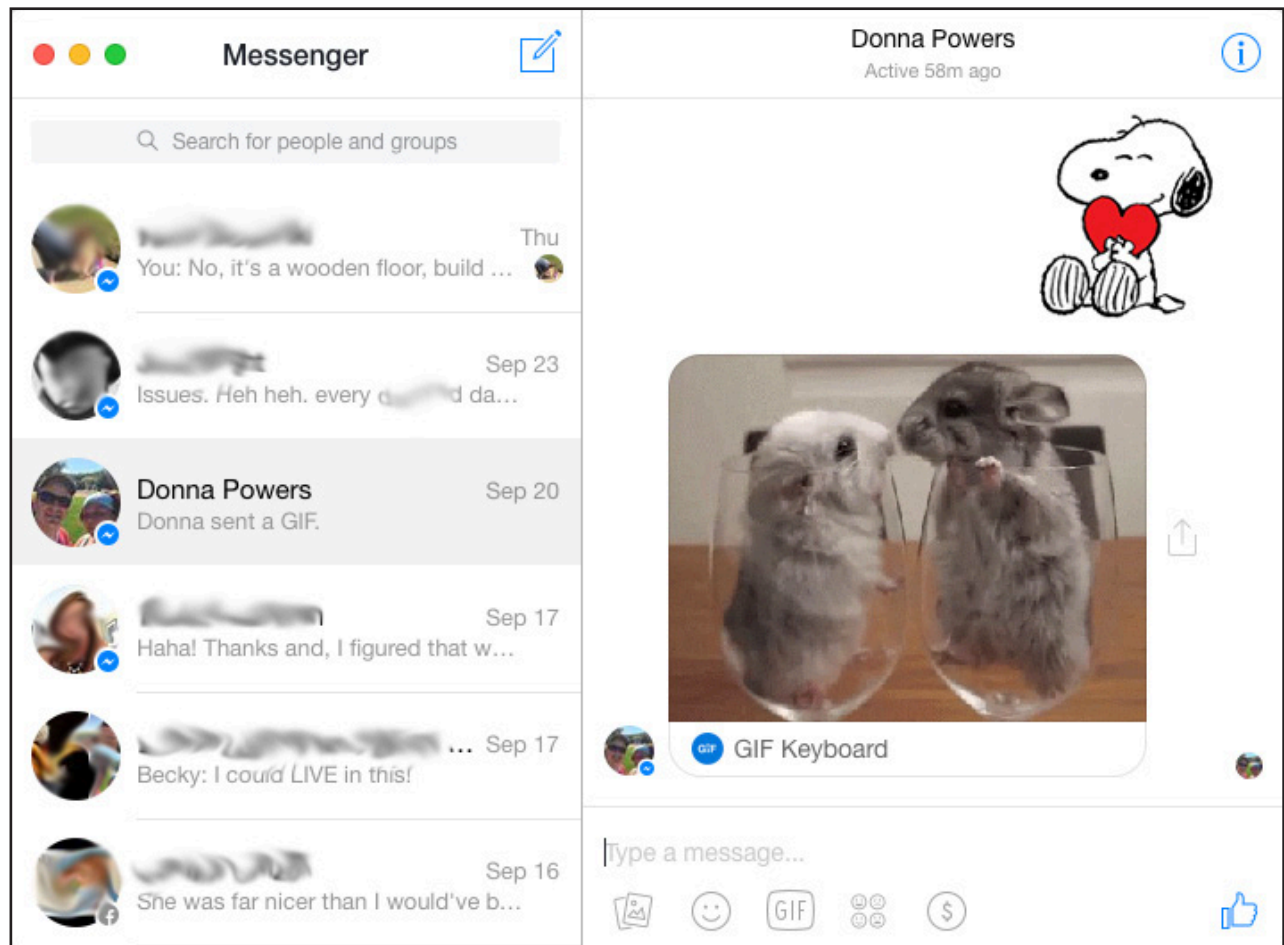 Messenger
Search for people and groups
Thu
You: No, it's a wooden floor, build ...
Sep 23
Issues. Heh heh. every d da...
Donna Powers
Sep 20
Donna sent a GIF.
Sep 17
Haha! Thanks and, I figured that w...
... Sep 17
Becky: I could LIVE in this!
Sep 16
She was far nicer than I would've b...
Donna Powers
Active 58m ago
GIF GIF Keyboard
Type a message...
GIF
$